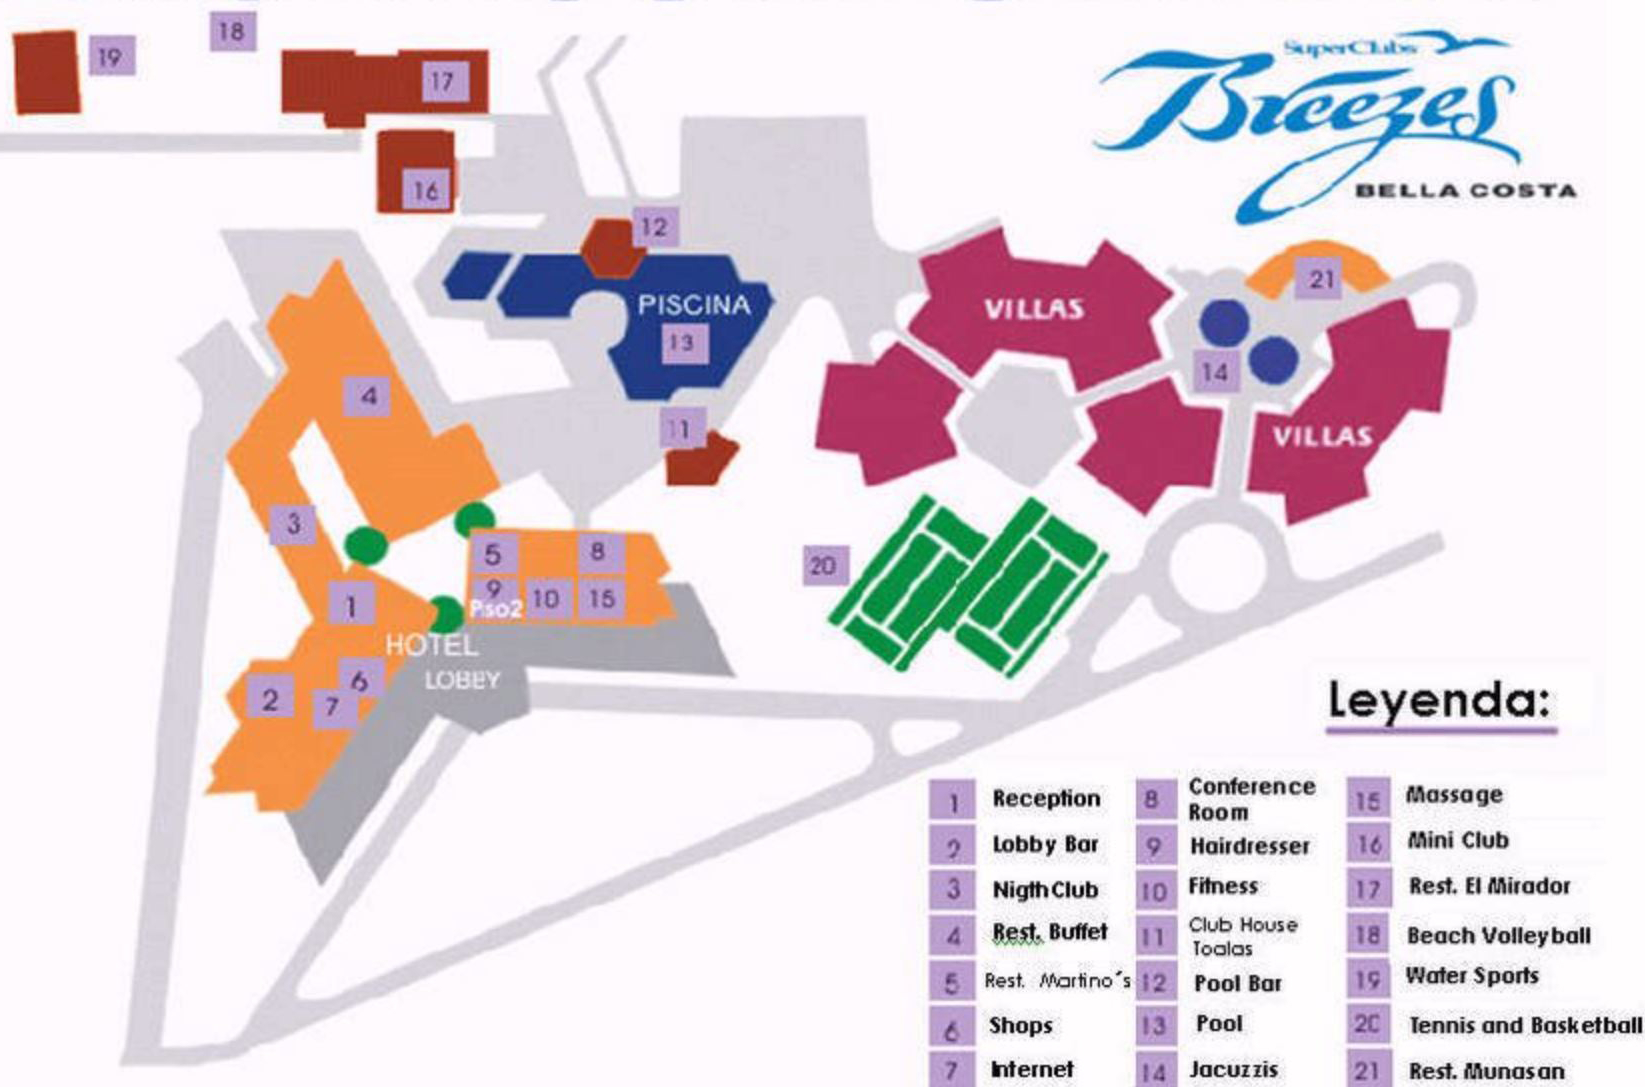 SuperClubs
Breezes
BELLA COSTA
19
18
17
16
12
PISCINA
13
VILLAS
21
14
4
11
VILLAS
3
5
8
20
9
10
15
Piso2
1
HOTEL
LOBBY
6
2
7
Leyenda:
1 Reception
2 Lobby Bar
3 Nigth Club
4 Rest. Buffet
5 Rest. Martino´s
6 Shops
7 Internet
8 Conference
Room
9 Hairdresser
10 Fitness
11 Club House
Toalas
12 Pool Bar
13 Pool
14 Jacuzzis
15 Massage
16 Mini Club
17 Rest. El Mirador
18 Beach Volleyball
19 Water Sports
20 Tennis and Basketball
21 Rest. Munasan